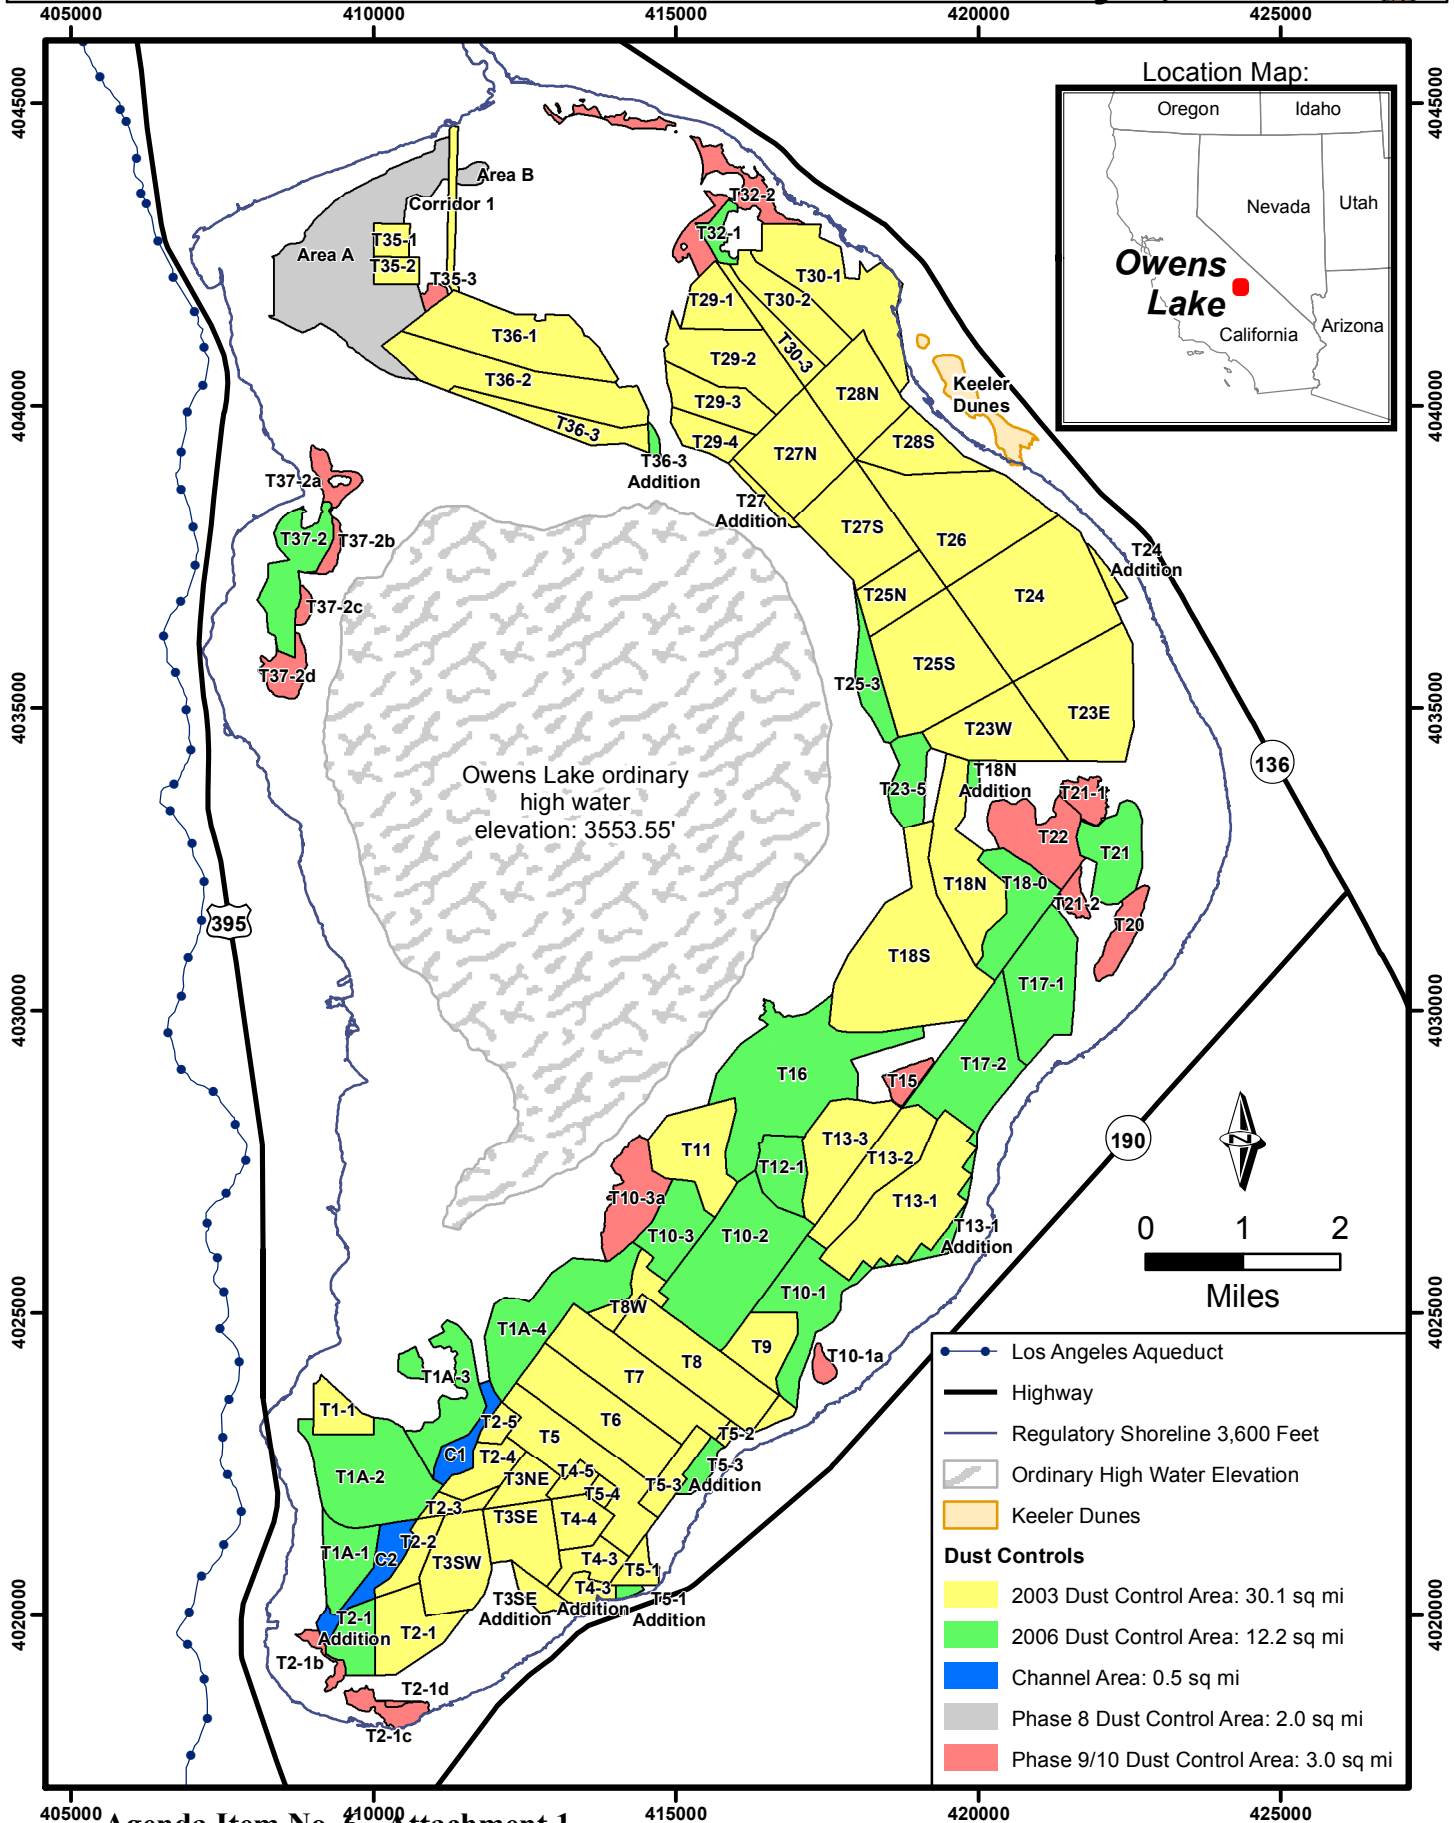 405000
410000
415000
420000
425000
4045000
4040000
4035000
4030000
4025000
4020000
4045000
4040000
4035000
4030000
4025000
4020000
Location Map:
Oregon
Idaho
Nevada
Utah
Owens
Lake
California
Arizona
Area B
Corridor 1
Area A
T35-1
T35-2
T35-3
T36-1
T36-2
T36-3
T36-3
Addition
T32-2
T32-1
T30-1
T30-2
T30-3
T29-1
T29-2
T29-3
T29-4
T28N
T28S
T27N
T27
Addition
T27S
T26
Keeler
Dunes
T24
Addition
T24
T25N
T25S
T25-3
T23E
T23W
T23-5
T37-2a
T37-2
T37-2b
T37-2c
T37-2d
Owens Lake ordinary
high water
elevation: 3553.55'
136
395
190
T18N
Addition
T21-1
T22
T21
T18N
T18-0
T21-2
T20
T18S
T17-1
T17-2
T16
T15
T13-3
T13-2
T13-1
T13-1
Addition
T12-1
T11
T10-3a
T10-3
T10-2
T10-1
T10-1a
T9
T8W
T8
T7
T6
T5
T1A-4
T1A-3
T1-1
T1A-2
T1A-1
C1
C2
T2-5
T2-4
T2-3
T2-2
T3NE
T3SE
T3SW
T4-5
T5-4
T4-4
T4-3
T5-3
T5-2
T5-3
Addition
T5-1
T5-1
Addition
T4-3
Addition
T3SE
Addition
T2-1
Addition
T2-1
T2-1b
T2-1d
T2-1c
N
0
1
2
Miles
Los Angeles Aqueduct
Highway
Regulatory Shoreline 3,600 Feet
Ordinary High Water Elevation
Keeler Dunes
Dust Controls
2003 Dust Control Area: 30.1 sq mi
2006 Dust Control Area: 12.2 sq mi
Channel Area: 0.5 sq mi
Phase 8 Dust Control Area: 2.0 sq mi
Phase 9/10 Dust Control Area: 3.0 sq mi
405000
410000
415000
420000
425000
Agenda Item No. 6 Attachment 1